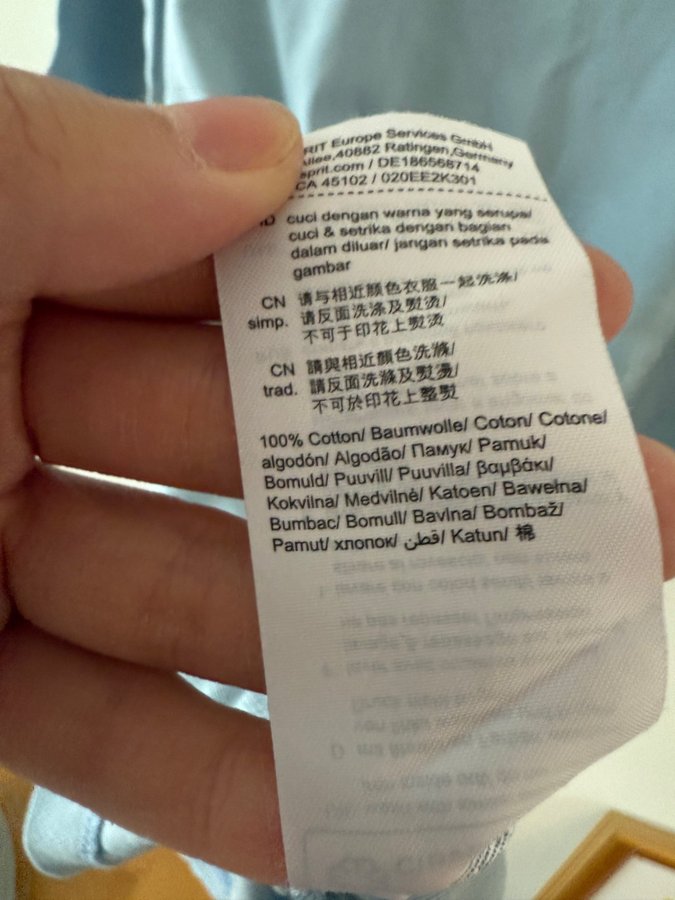 RIT Europe Services GmbH
Allee,40882 Ratingen,Germany
sprit.com / DE186568714
CA 45102 / 020EE2K301
ID cuci dengan warna yang serupa/
cuci & setrika dengan bagian
dalam diluar/ jangan setrika pada
gambar
CN 请与相近颜色衣服一起洗涤/
simp. 请反面洗涤及熨烫/
不可于印花上熨烫
CN 請與相近顏色洗滌/
trad. 請反面洗滌及熨燙/
不可於印花上整熨
100% Cotton/ Baumwolle/ Coton/ Cotone/
algodón/ Algodão/ Памук/ Pamuk/
Bomuld/ Puuvill/ Puuvilla/ βαμβάκι/
Kokvilna/ Medvilnė/ Katoen/ Bawełna/
Bumbac/ Bomull/ Bavlna/ Bombaž/
Pamut/ хлопок/ قطن/ Katun/ 棉